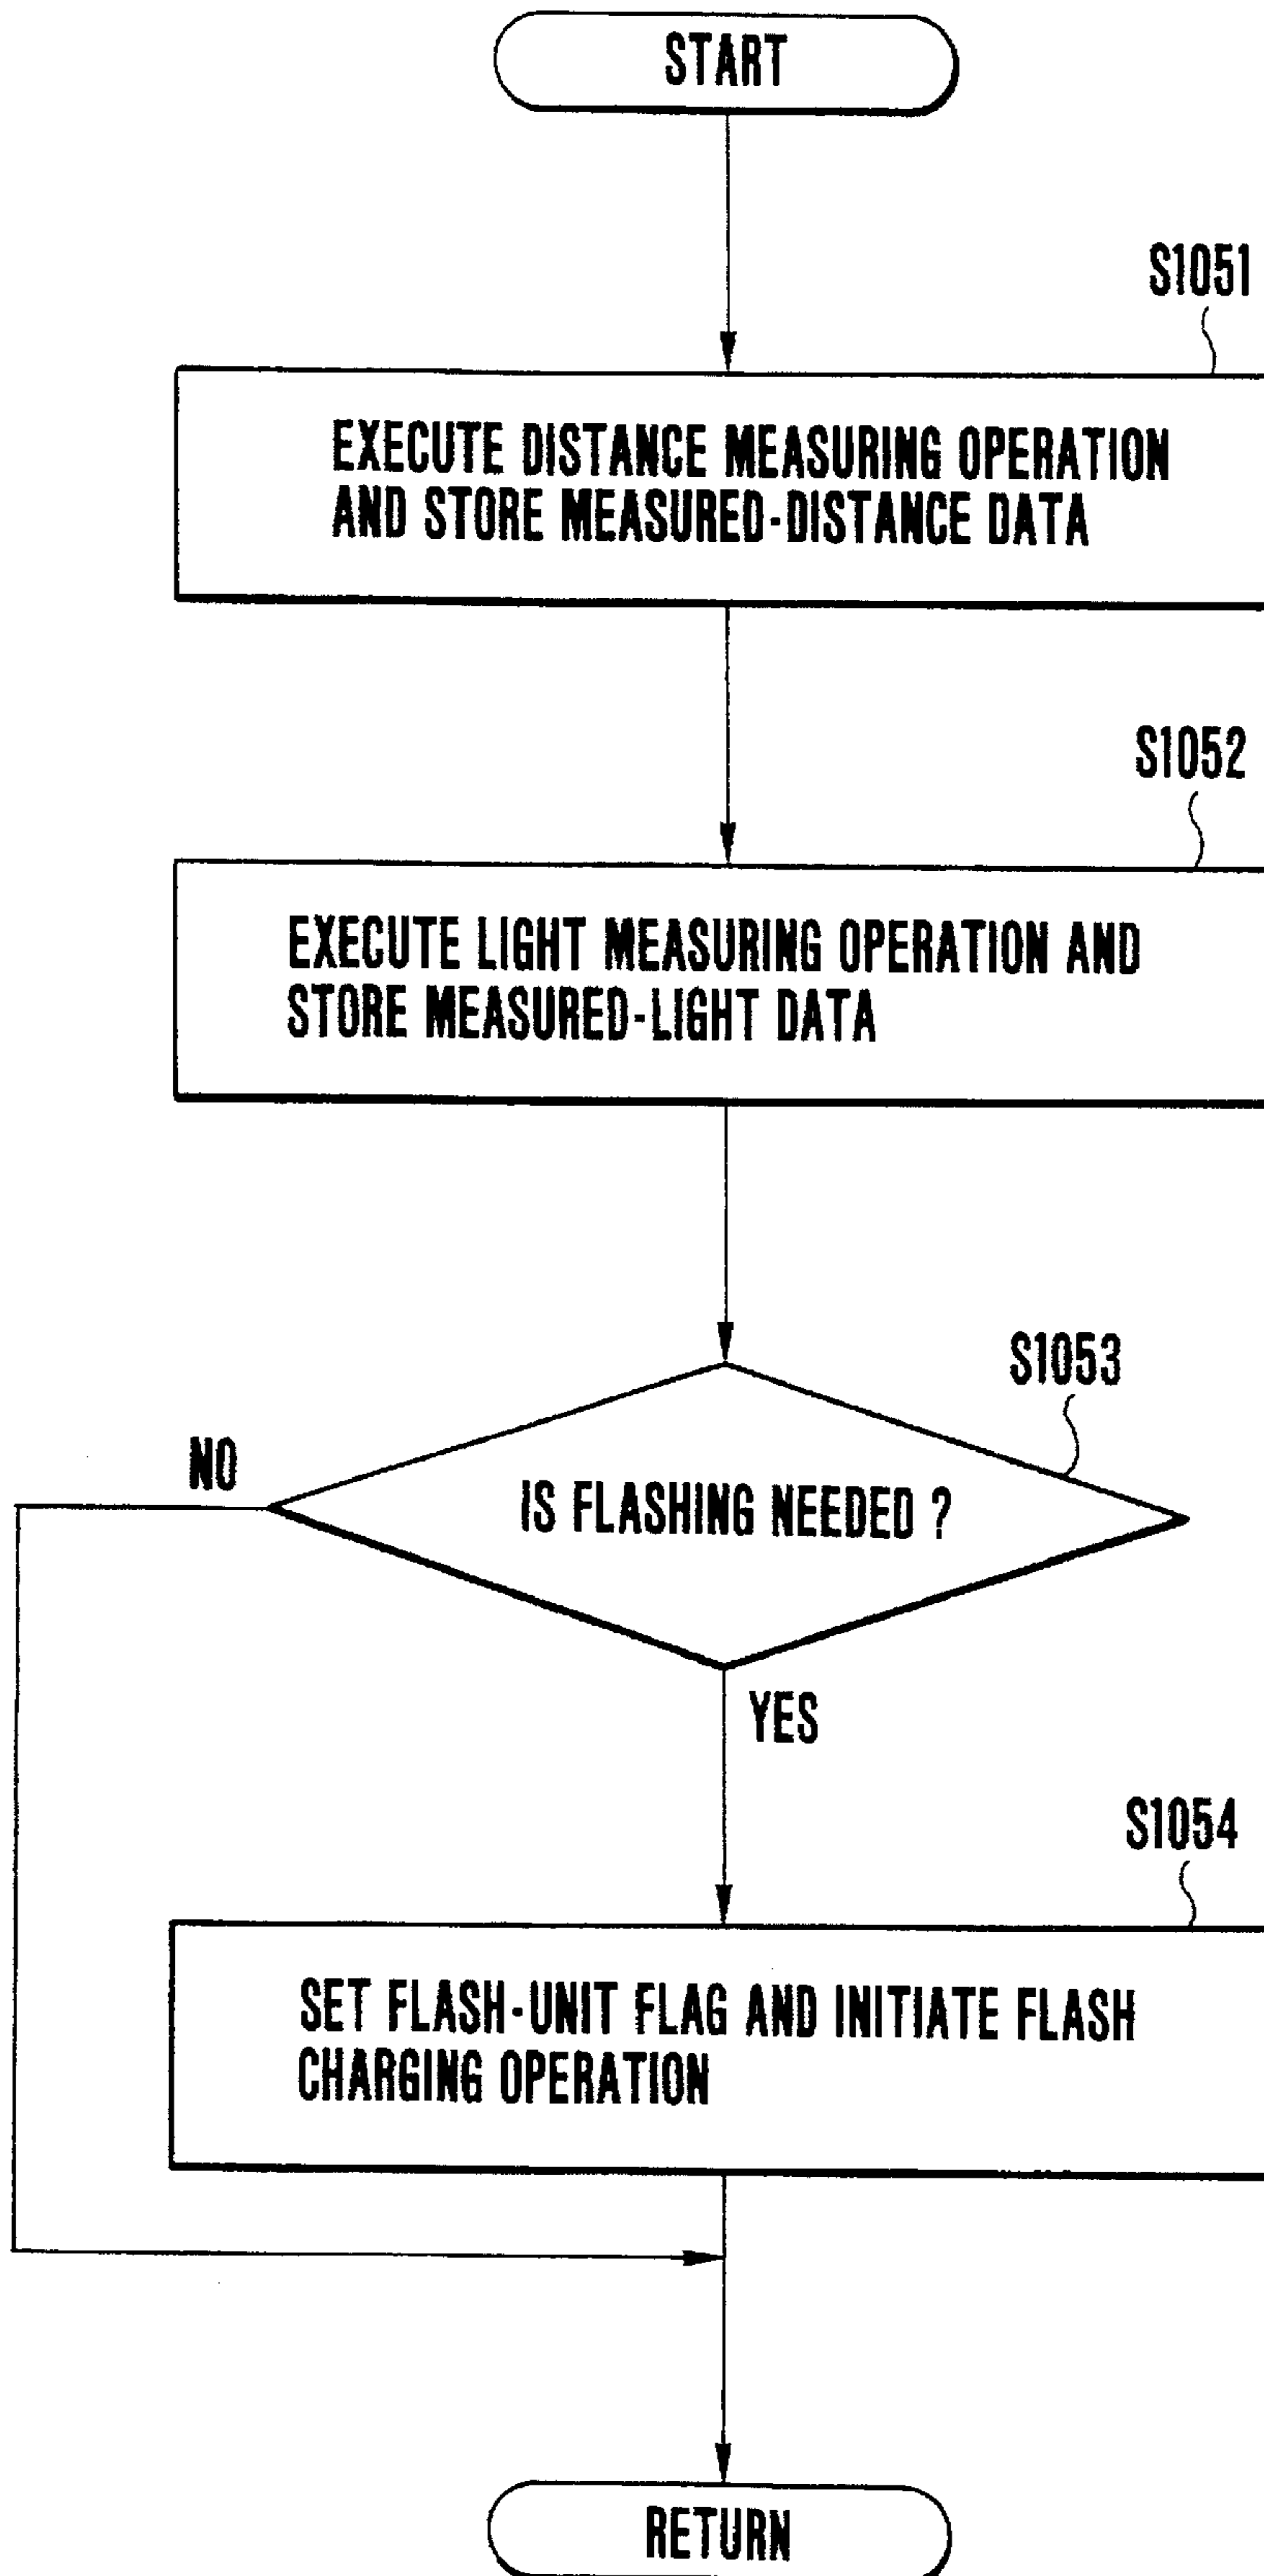 START
S1051
EXECUTE DISTANCE MEASURING OPERATION
AND STORE MEASURED-DISTANCE DATA
S1052
EXECUTE LIGHT MEASURING OPERATION AND
STORE MEASURED-LIGHT DATA
S1053
NO
IS FLASHING NEEDED ?
YES
S1054
SET FLASH-UNIT FLAG AND INITIATE FLASH
CHARGING OPERATION
RETURN